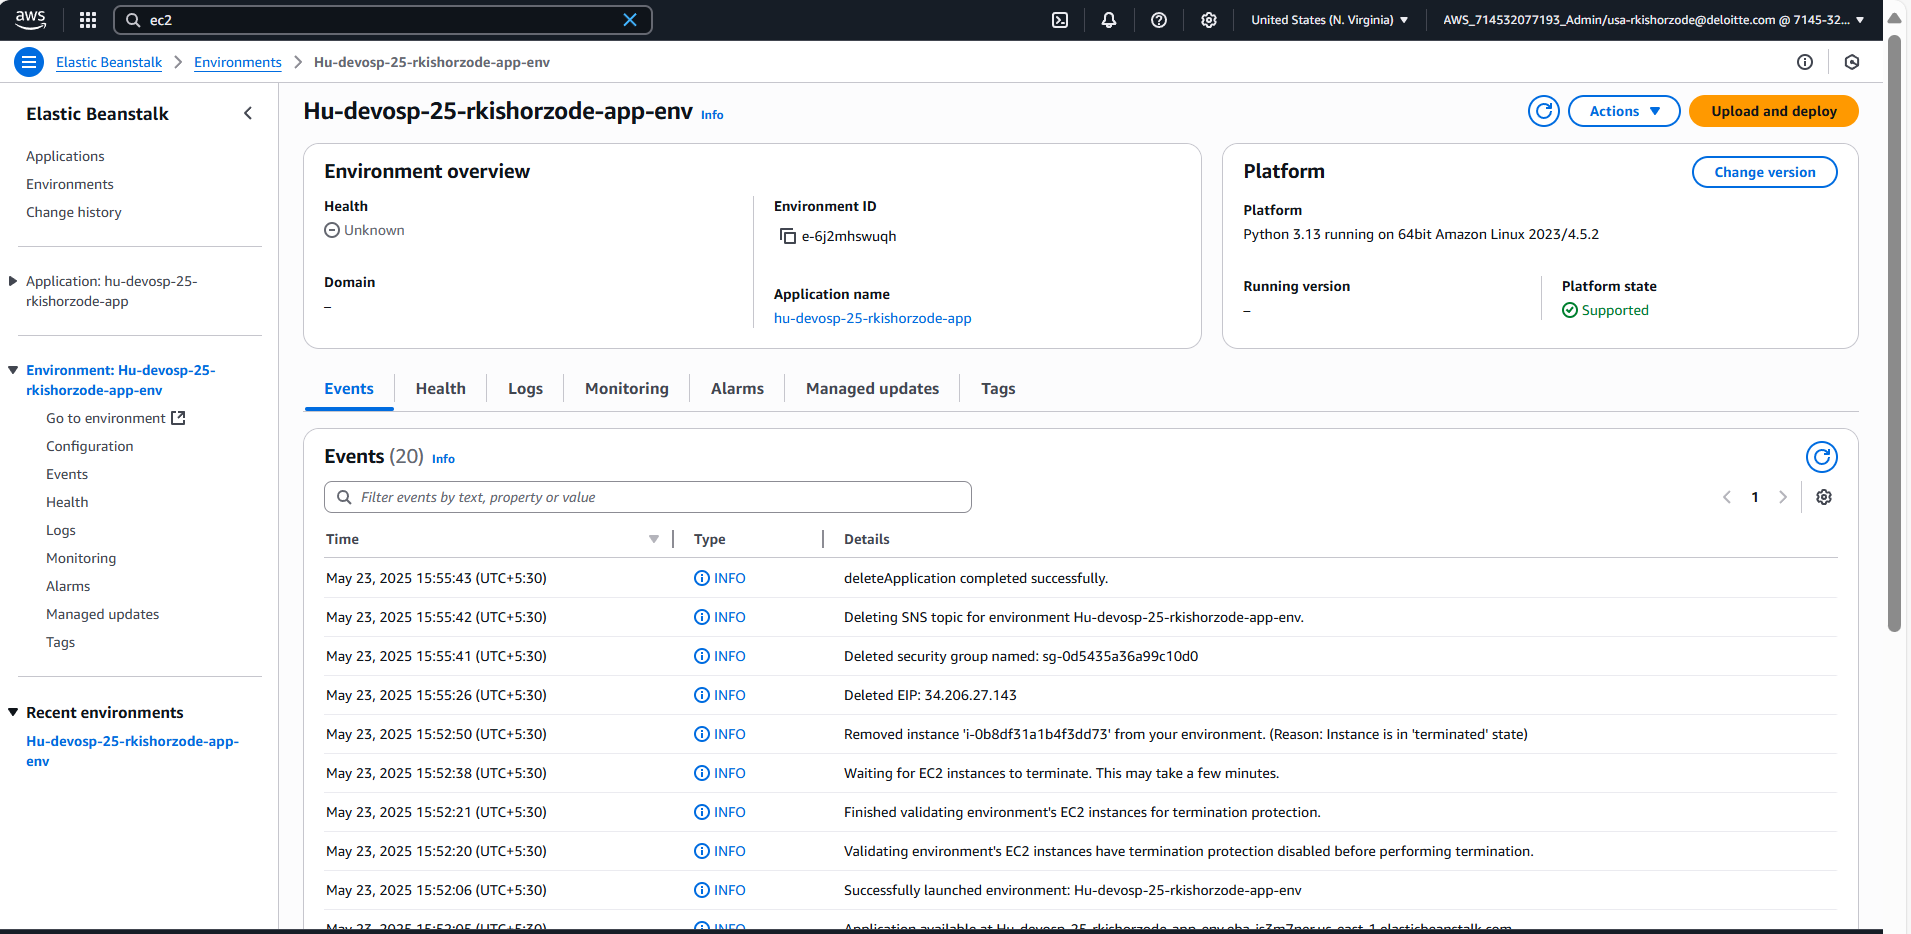 aws
ec2
United States (N. Virginia)
AWS_714532077193_Admin/usa-rkishorzode@deloitte.com @ 7145-32...
Elastic Beanstalk
Environments
Hu-devosp-25-rkishorzode-app-env
Elastic Beanstalk
Applications
Environments
Change history
Application: hu-devosp-25-
rkishorzode-app
Environment: Hu-devosp-25-
rkishorzode-app-env
Go to environment
Configuration
Events
Health
Logs
Monitoring
Alarms
Managed updates
Tags
Recent environments
Hu-devosp-25-rkishorzode-app-
env
Hu-devosp-25-rkishorzode-app-env Info
Actions
Upload and deploy
Environment overview
Health
Unknown
Domain
–
Environment ID
e-6j2mhswuqh
Application name
hu-devosp-25-rkishorzode-app
Platform
Change version
Platform
Python 3.13 running on 64bit Amazon Linux 2023/4.5.2
Running version
–
Platform state
Supported
Events
Health
Logs
Monitoring
Alarms
Managed updates
Tags
Events (20) Info
Filter events by text, property or value
1
Time Type Details
May 23, 2025 15:55:43 (UTC+5:30) INFO deleteApplication completed successfully.
May 23, 2025 15:55:42 (UTC+5:30) INFO Deleting SNS topic for environment Hu-devosp-25-rkishorzode-app-env.
May 23, 2025 15:55:41 (UTC+5:30) INFO Deleted security group named: sg-0d5435a36a99c10d0
May 23, 2025 15:55:26 (UTC+5:30) INFO Deleted EIP: 34.206.27.143
May 23, 2025 15:52:50 (UTC+5:30) INFO Removed instance 'i-0b8df31a1b4f3dd73' from your environment. (Reason: Instance is in 'terminated' state)
May 23, 2025 15:52:38 (UTC+5:30) INFO Waiting for EC2 instances to terminate. This may take a few minutes.
May 23, 2025 15:52:21 (UTC+5:30) INFO Finished validating environment's EC2 instances for termination protection.
May 23, 2025 15:52:20 (UTC+5:30) INFO Validating environment's EC2 instances have termination protection disabled before performing termination.
May 23, 2025 15:52:06 (UTC+5:30) INFO Successfully launched environment: Hu-devosp-25-rkishorzode-app-env
May 23, 2025 15:52:05 (UTC+5:30) INFO Application available at